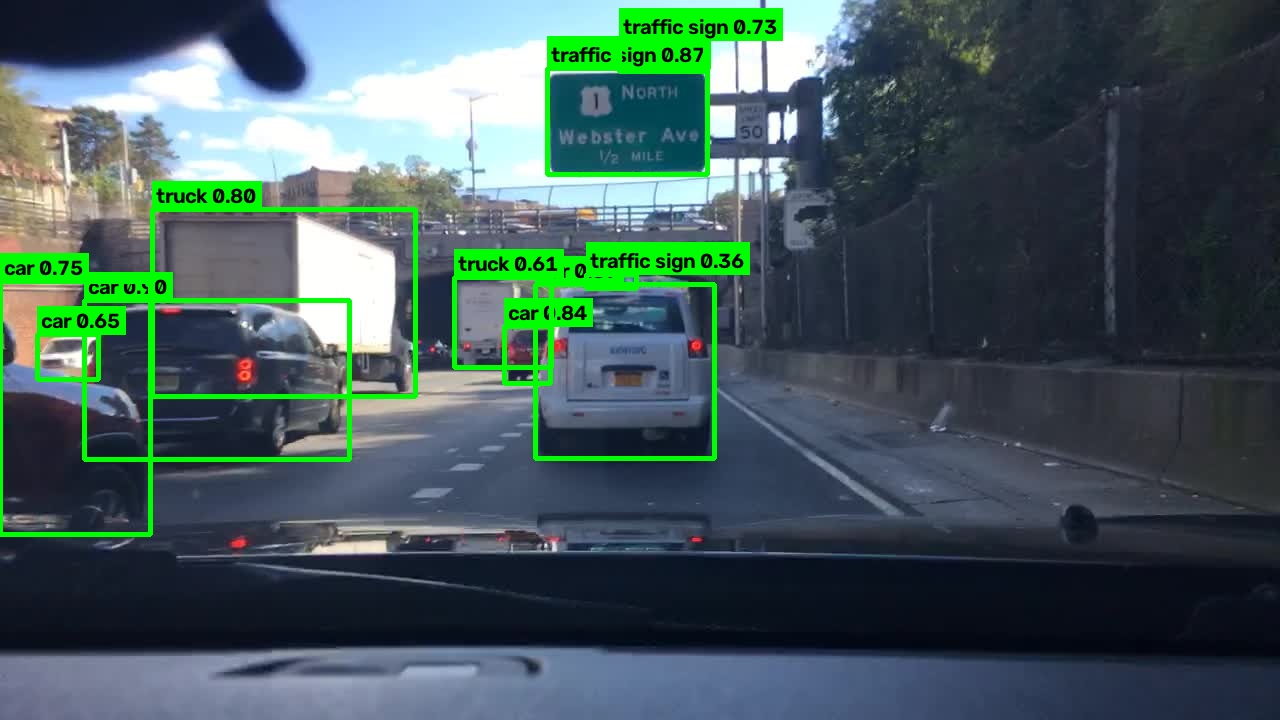 traffic sign 0.73
traffic sign 0.87
1 NORTH
Webster Ave
1/2 MILE
SPEED
LIMIT
50
truck 0.80
car 0.75
truck 0.61
traffic sign 0.36
car 0.84
car 0.65